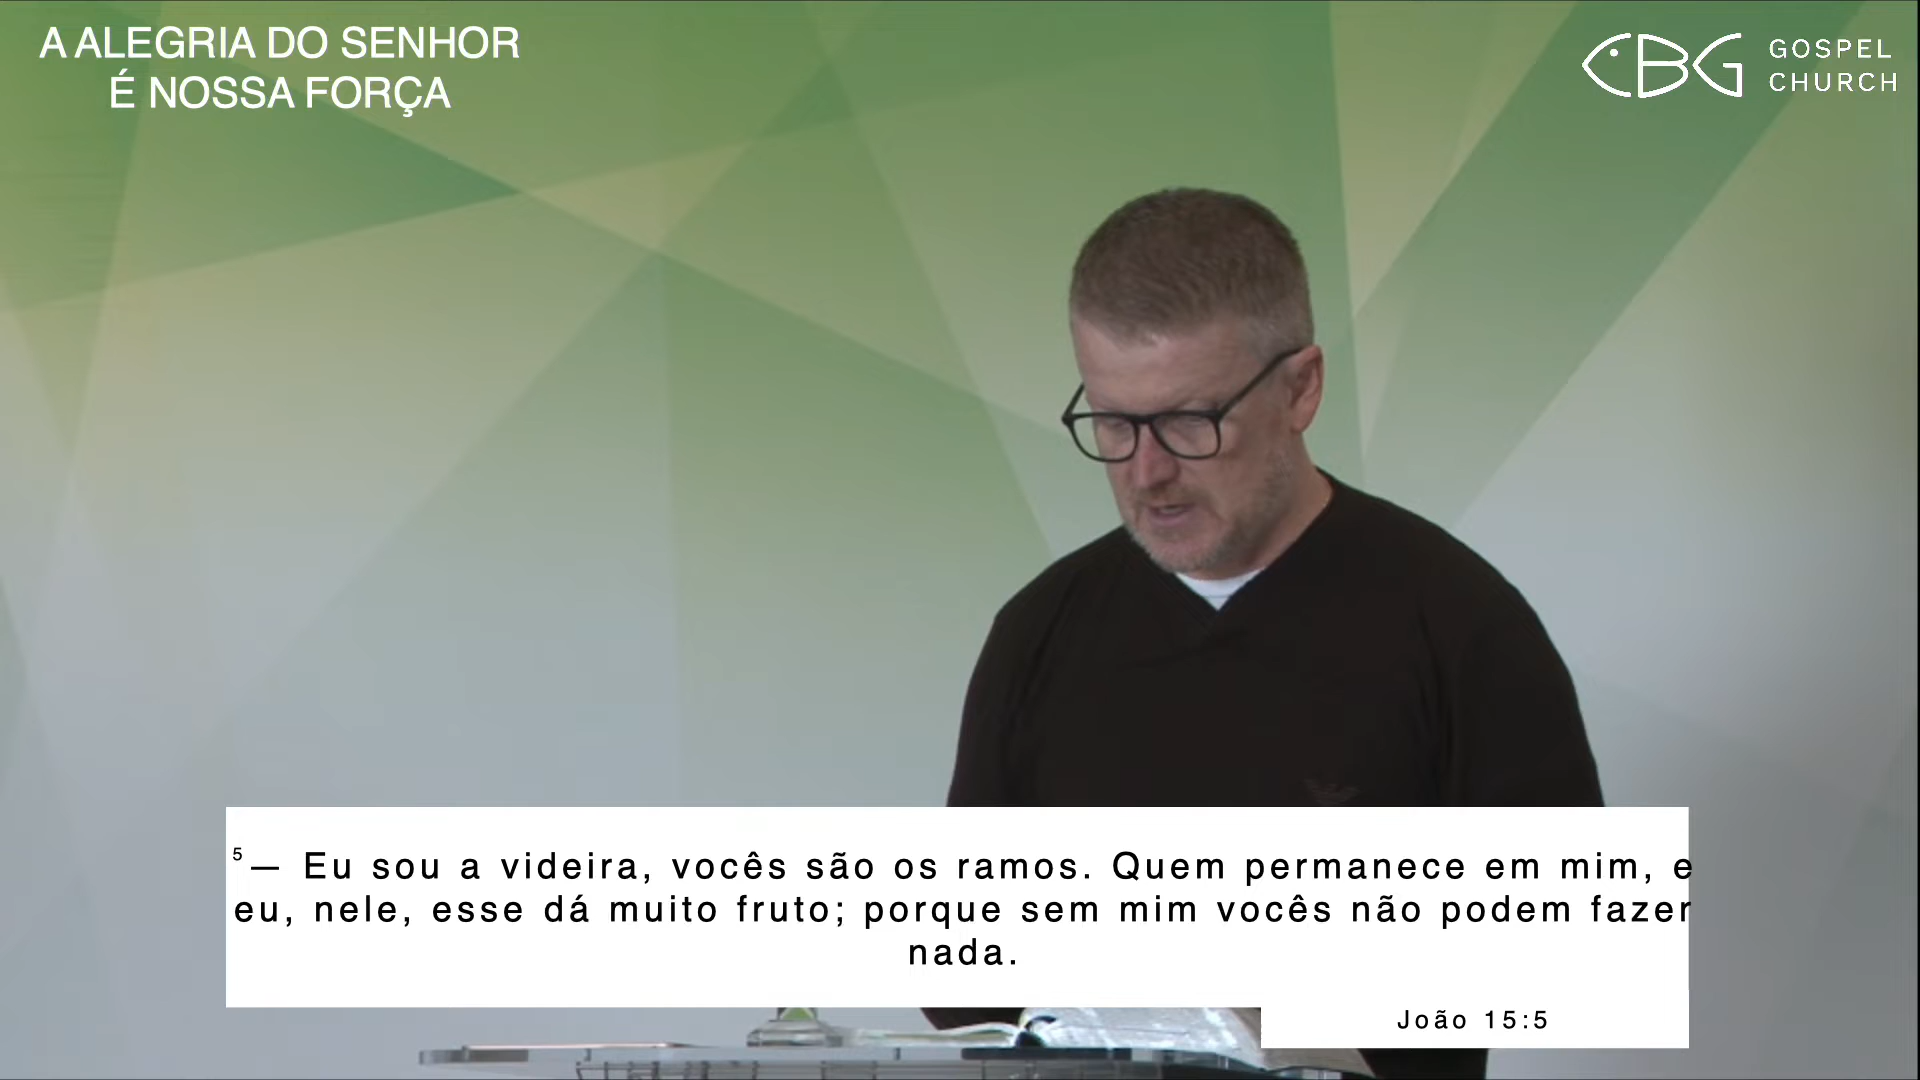 A ALEGRIA DO SENHOR
É NOSSA FORÇA
CBG
GOSPEL
CHURCH
5— Eu sou a videira, vocês são os ramos. Quem permanece em mim, e
eu, nele, esse dá muito fruto; porque sem mim vocês não podem fazer
nada.
João 15:5